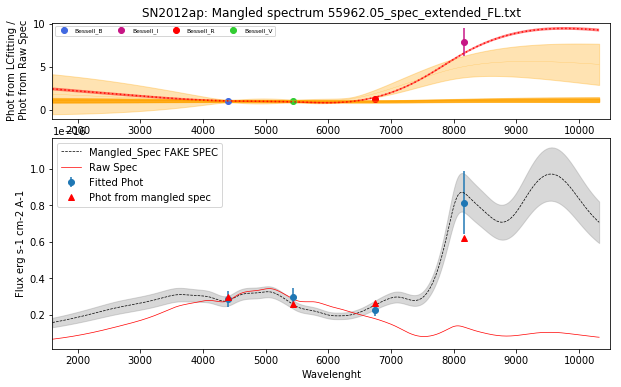 SN2012ap: Mangled spectrum 55962.05_spec_extended_FL.txt
Phot from LCfitting /
Phot from Raw Spec
10
5
0
Bessell_B
Bessell_I
Bessell_R
Bessell_V
2000 3000 4000 5000 6000 7000 8000 9000 10000
1e−16
Flux erg s-1 cm-2 A-1
1.0
0.8
0.6
0.4
0.2
Mangled_Spec FAKE SPEC
Raw Spec
Fitted Phot
Phot from mangled spec
2000 3000 4000 5000 6000 7000 8000 9000 10000
Wavelenght